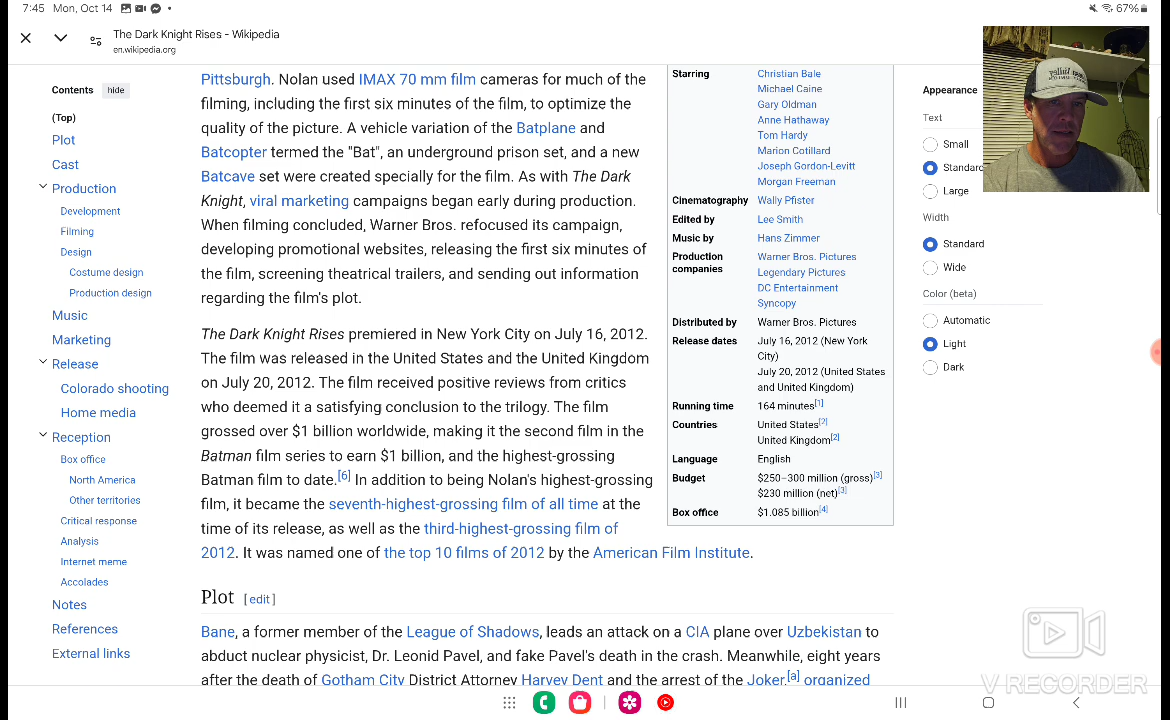 7:45 Mon, Oct 14
67%
The Dark Knight Rises - Wikipedia
en.wikipedia.org
Contents hide
(Top)
Plot
Cast
Production
Development
Filming
Design
Costume design
Production design
Music
Marketing
Release
Colorado shooting
Home media
Reception
Box office
North America
Other territories
Critical response
Analysis
Internet meme
Accolades
Notes
References
External links
Pittsburgh. Nolan used IMAX 70 mm film cameras for much of the
filming, including the first six minutes of the film, to optimize the
quality of the picture. A vehicle variation of the Batplane and
Batcopter termed the "Bat", an underground prison set, and a new
Batcave set were created specially for the film. As with The Dark
Knight, viral marketing campaigns began early during production.
When filming concluded, Warner Bros. refocused its campaign,
developing promotional websites, releasing the first six minutes of
the film, screening theatrical trailers, and sending out information
regarding the film's plot.
The Dark Knight Rises premiered in New York City on July 16, 2012.
The film was released in the United States and the United Kingdom
on July 20, 2012. The film received positive reviews from critics
who deemed it a satisfying conclusion to the trilogy. The film
grossed over $1 billion worldwide, making it the second film in the
Batman film series to earn $1 billion, and the highest-grossing
Batman film to date.[6] In addition to being Nolan's highest-grossing
film, it became the seventh-highest-grossing film of all time at the
time of its release, as well as the third-highest-grossing film of
2012. It was named one of the top 10 films of 2012 by the American Film Institute.
Plot [ edit ]
Bane, a former member of the League of Shadows, leads an attack on a CIA plane over Uzbekistan to
abduct nuclear physicist, Dr. Leonid Pavel, and fake Pavel's death in the crash. Meanwhile, eight years
after the death of Gotham City District Attorney Harvey Dent and the arrest of the Joker,[a] organized
Starring Christian Bale
Michael Caine
Gary Oldman
Anne Hathaway
Tom Hardy
Marion Cotillard
Joseph Gordon-Levitt
Morgan Freeman
Cinematography Wally Pfister
Edited by Lee Smith
Music by Hans Zimmer
Production companies Warner Bros. Pictures
Legendary Pictures
DC Entertainment
Syncopy
Distributed by Warner Bros. Pictures
Release dates July 16, 2012 (New York
City)
July 20, 2012 (United States
and United Kingdom)
Running time 164 minutes[1]
Countries United States[2]
United Kingdom[2]
Language English
Budget $250–300 million (gross)[3]
$230 million (net)[3]
Box office $1.085 billion[4]
Appearance
Text
Small
Standard
Large
Width
Standard
Wide
Color (beta)
Automatic
Light
Dark
V RECORDER